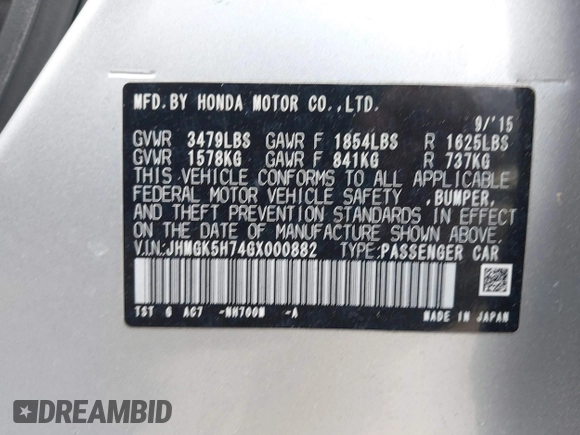 MFD.BY HONDA MOTOR CO.,LTD.
9/'15
GVWR 3479LBS GAWR F 1854LBS R 1625LBS
GVWR 1578KG GAWR F 841KG R 737KG
THIS VEHICLE CONFORMS TO ALL APPLICABLE
FEDERAL MOTOR VEHICLE SAFETY ,BUMPER,
AND THEFT PREVENTION STANDARDS IN EFFECT
ON THE DATE OF MANUFACTURE SHOWN ABOVE.
V.I.N:JHMGK5H74GX000882 TYPE:PASSENGER CAR
TST 6 AC7 -NH700M -A MADE IN JAPAN
DREAMBID